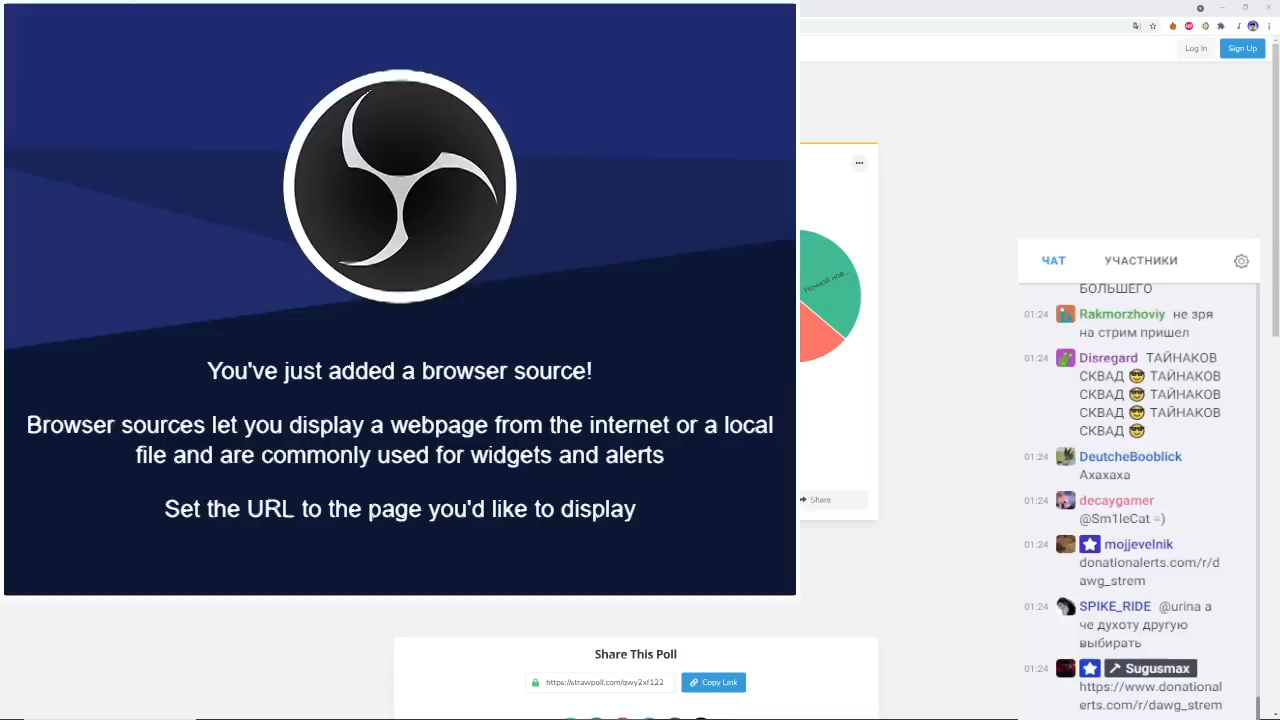 You've just added a browser source!
Browser sources let you display a webpage from the internet or a local
file and are commonly used for widgets and alerts
Set the URL to the page you'd like to display
Log In
Sign Up
Ночной нов...
Share
Share This Poll
https://strawpoll.com/qwy2xf122
Copy Link
ЧАТ
УЧАСТНИКИ
БОЛЬШЕГО
01:24 Rakmorzhoviy не зря
на стрим пришел
01:24 Disregard ТАЙНАКОВ
СКВАД 😎 ТАЙНАКОВ
СКВАД 😎 ТАЙНАКОВ
СКВАД 😎 ТАЙНАКОВ
СКВАД 😎
01:24 DeutcheBooblick
Ахахаха
01:24 decaygamer
@Sm1leCat =)
01:24 mojjevelnik
donationalerts.com/r/d
awg_strem
01:24 SPIKE_RIDE @urina а
че духоту другую
выбирать
01:24 Sugusmax
https://www.donational
erts.com/r/dawg_strem